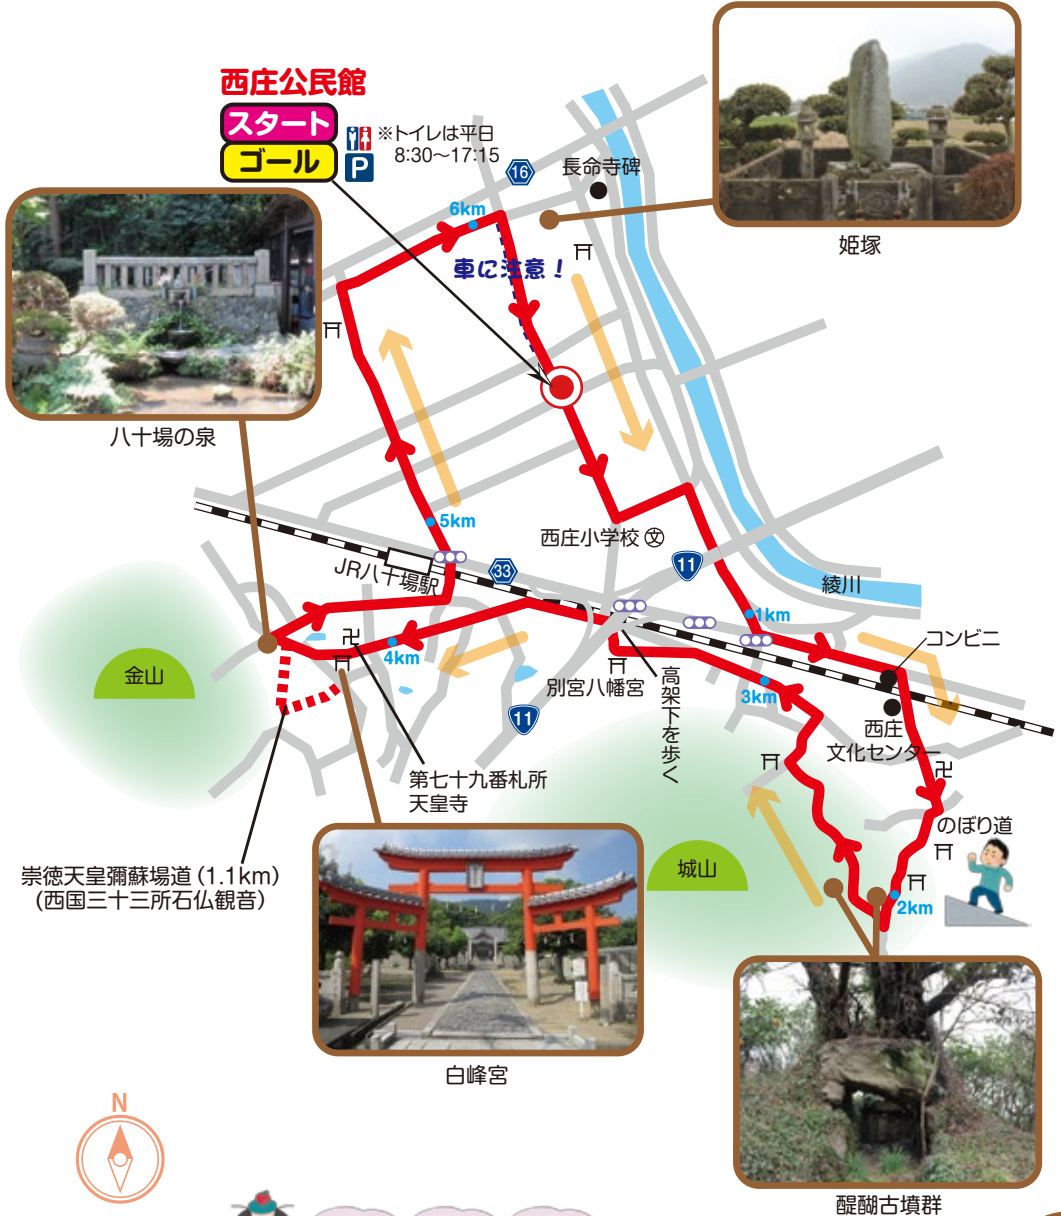 西庄公民館
スタート
ゴール
P
※トイレは平日
8:30〜17:15
16
長命寺碑
姫塚
6km
車に注意！
八十場の泉
5km
西庄小学校 文
11
JR八十場駅
33
綾川
1km
コンビニ
卍
4km
金山
別宮八幡宮
高架下を歩く
3km
西庄
文化センター
卍
11
第七十九番札所
天皇寺
のぼり道
城山
2km
崇徳天皇彌蘇場道（1.1km）
(西国三十三所石仏観音)
白峰宮
醍醐古墳群
N